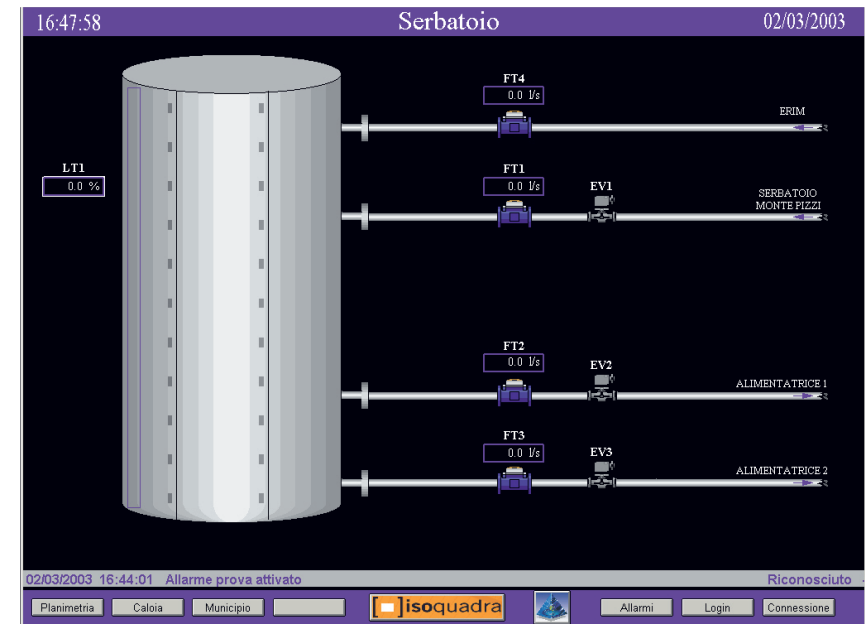 16:47:58 Serbatoio 02/03/2003
FT4
0.0 l/s
ERIM
LT1
0.0 %
FT1
0.0 l/s
EV1
SERBATOIO
MONTE PIZZI
FT2
0.0 l/s
EV2
ALIMENTATRICE 1
FT3
0.0 l/s
EV3
ALIMENTATRICE 2
02/03/2003 16:44:01 Allarme prova attivato Riconosciuto
Planimetria Caloia Municipio isoquadra Allarmi Login Connessione